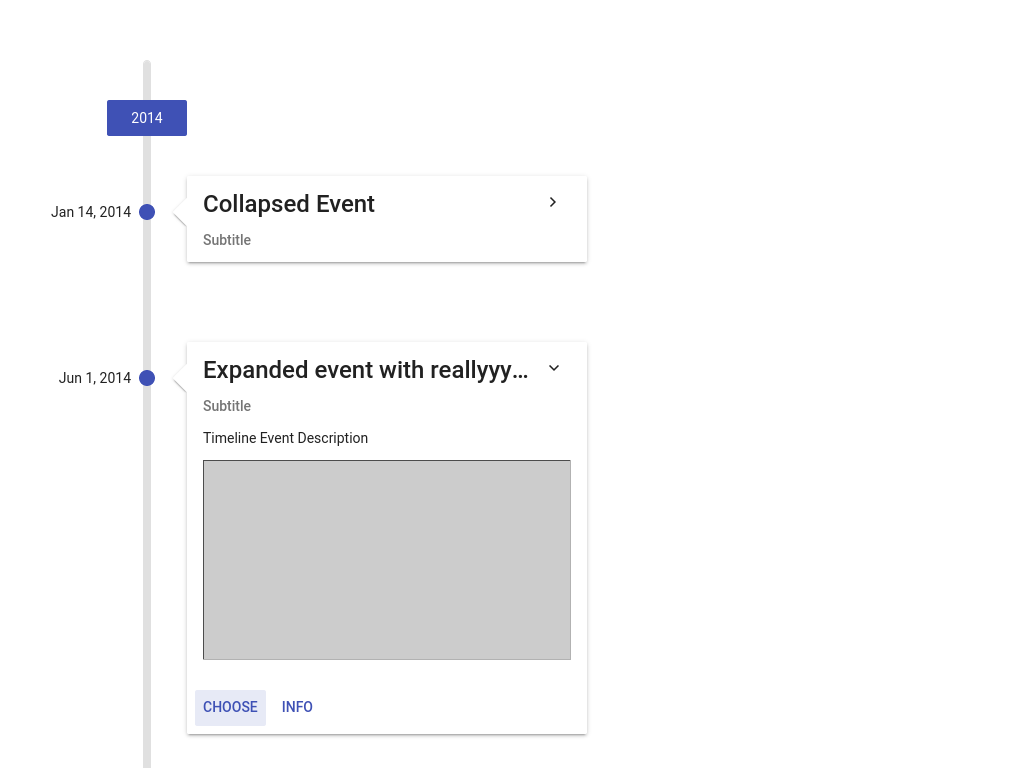 2014
Jan 14, 2014
Collapsed Event
Subtitle
Jun 1, 2014
Expanded event with reallyyy…
Subtitle
Timeline Event Description
CHOOSE INFO